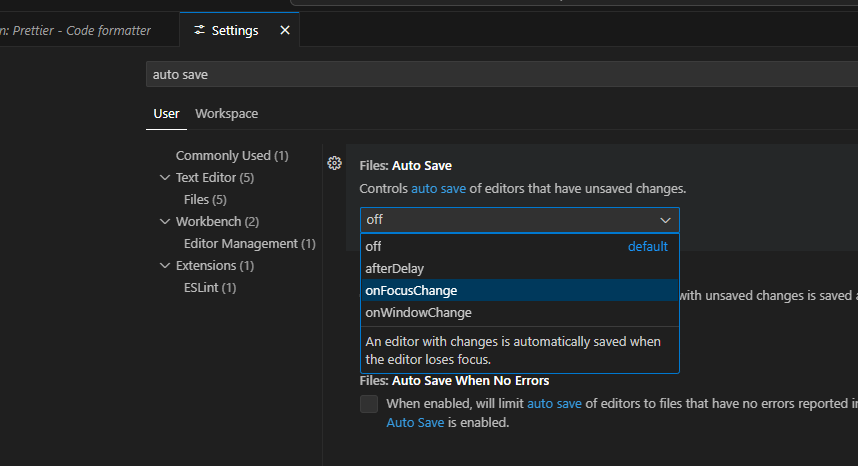 n: Prettier - Code formatter
Settings
auto save
User
Workspace
Commonly Used (1)
Text Editor (5)
Files (5)
Workbench (2)
Editor Management (1)
Extensions (1)
ESLint (1)
Files: Auto Save
Controls auto save of editors that have unsaved changes.
off
off default
afterDelay
onFocusChange
onWindowChange
An editor with changes is automatically saved when
the editor loses focus.
with unsaved changes is saved
Files: Auto Save When No Errors
When enabled, will limit auto save of editors to files that have no errors reported
Auto Save is enabled.